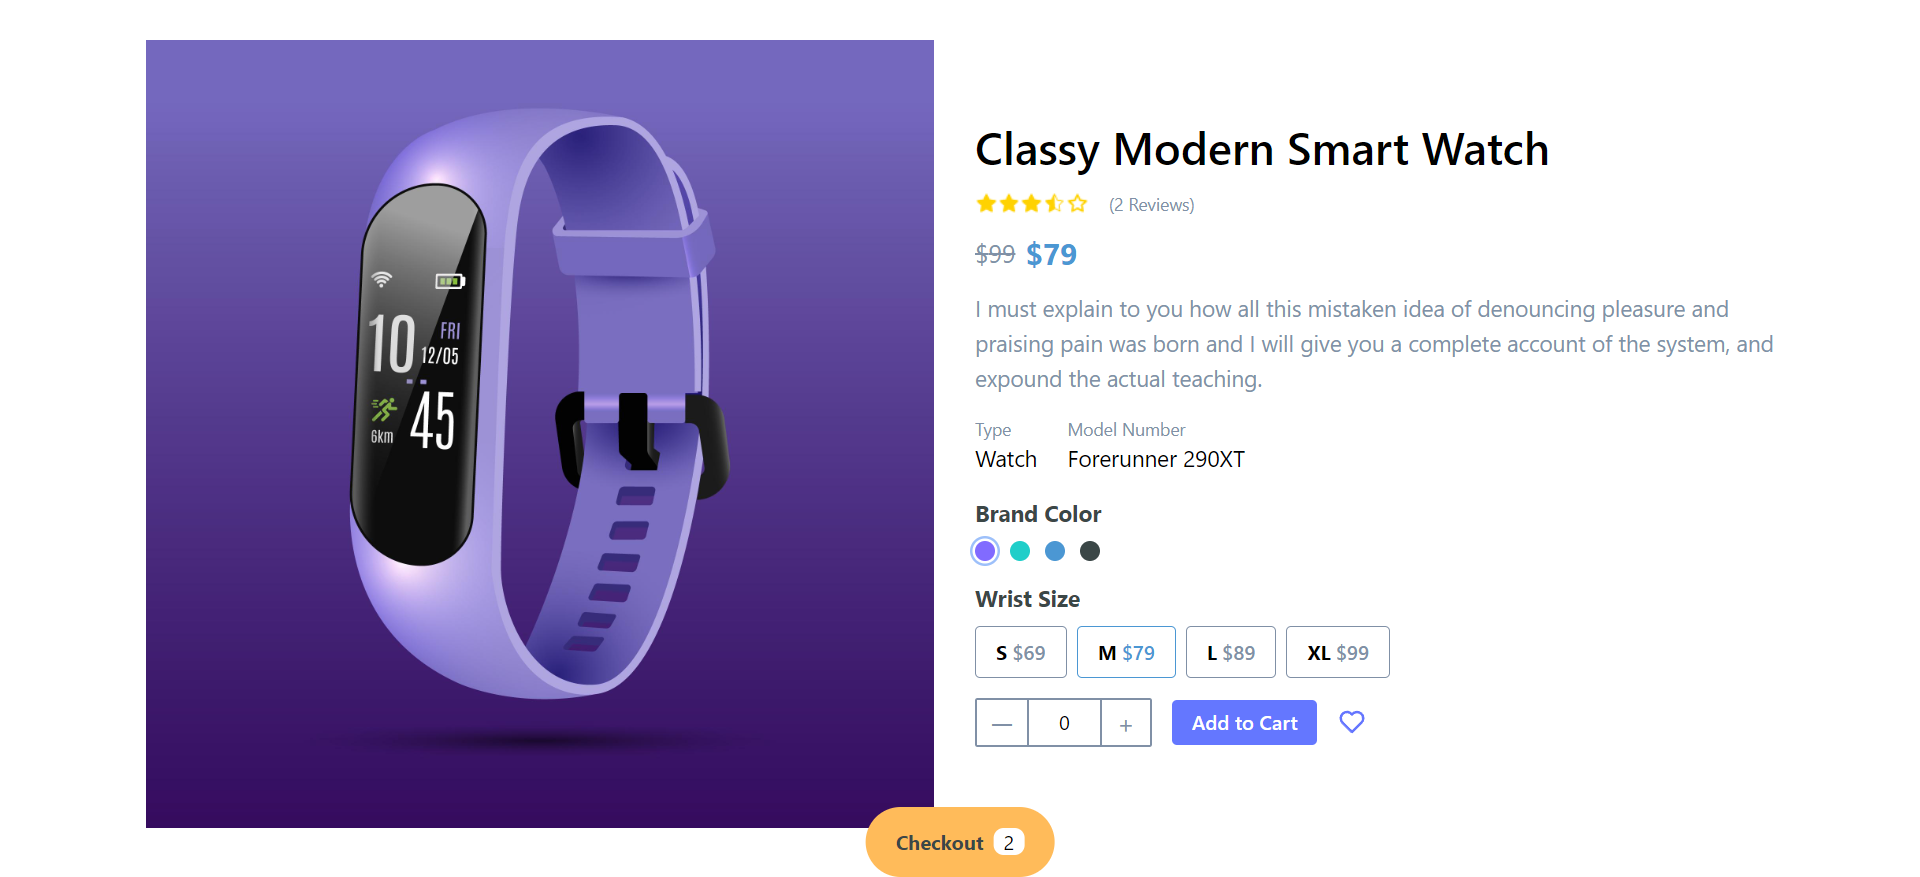 10
FRI
12/05
45
6km
Classy Modern Smart Watch
(2 Reviews)
$99 $79
I must explain to you how all this mistaken idea of denouncing pleasure and
praising pain was born and I will give you a complete account of the system, and
expound the actual teaching.
Type Model Number
Watch Forerunner 290XT
Brand Color
Wrist Size
S $69 M $79 L $89 XL $99
— 0 + Add to Cart
Checkout 2